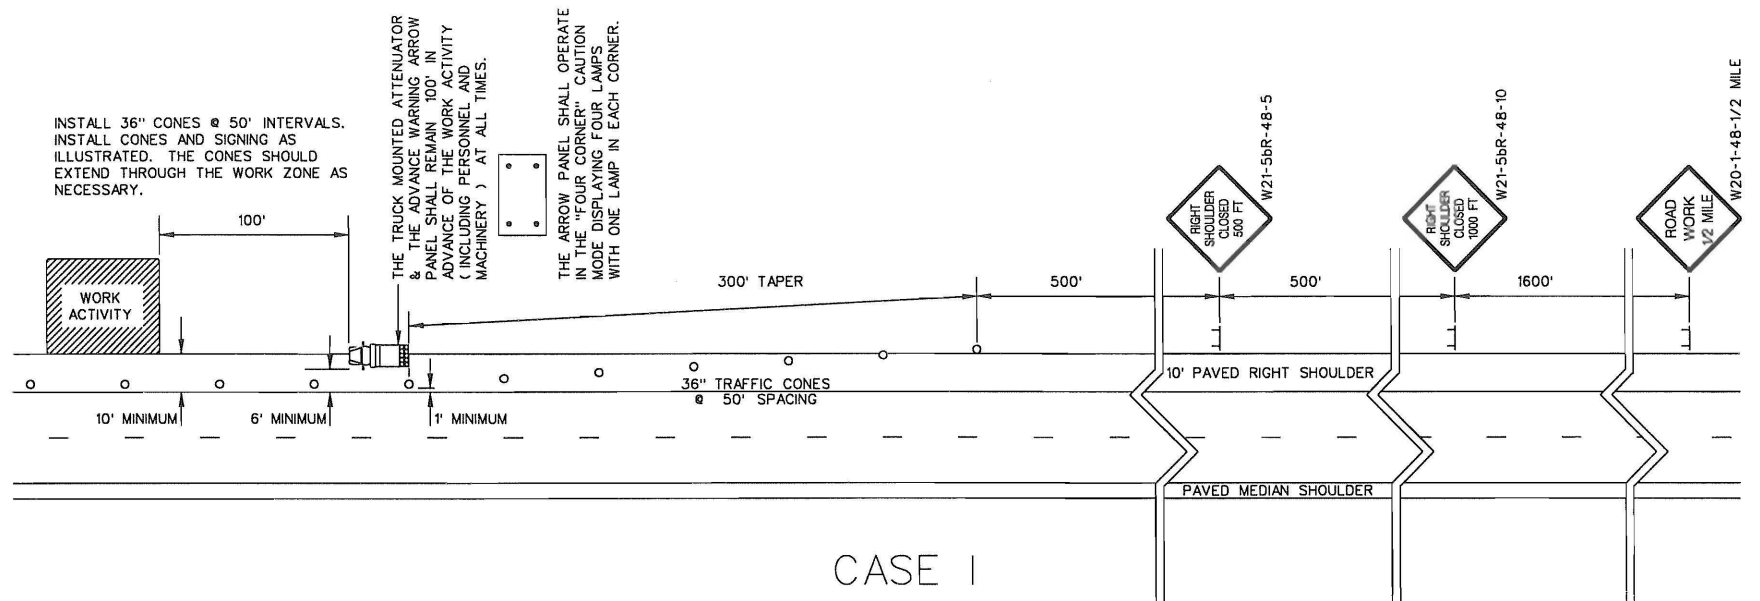 INSTALL 36" CONES @ 50' INTERVALS.
INSTALL CONES AND SIGNING AS
ILLUSTRATED. THE CONES SHOULD
EXTEND THROUGH THE WORK ZONE AS
NECESSARY.
100'
WORK
ACTIVITY
THE TRUCK MOUNTED ATTENUATOR
& THE ADVANCE WARNING ARROW
PANEL SHALL REMAIN 100' IN
ADVANCE OF THE WORK ACTIVITY
(INCLUDING PERSONNEL AND
MACHINERY ) AT ALL TIMES.
THE ARROW PANEL SHALL OPERATE
IN THE "FOUR CORNER" CAUTION
MODE DISPLAYING FOUR LAMPS
WITH ONE LAMP IN EACH CORNER.
300' TAPER
500'
500'
1600'
RIGHT
SHOULDER
CLOSED
500 FT
W21-5bR-48-5
RIGHT
SHOULDER
CLOSED
1000 FT
W21-5bR-48-10
ROAD
WORK
1/2 MILE
W20-1-48-1/2 MILE
10' PAVED RIGHT SHOULDER
36" TRAFFIC CONES
@ 50' SPACING
10' MINIMUM
6' MINIMUM
1' MINIMUM
PAVED MEDIAN SHOULDER
CASE I